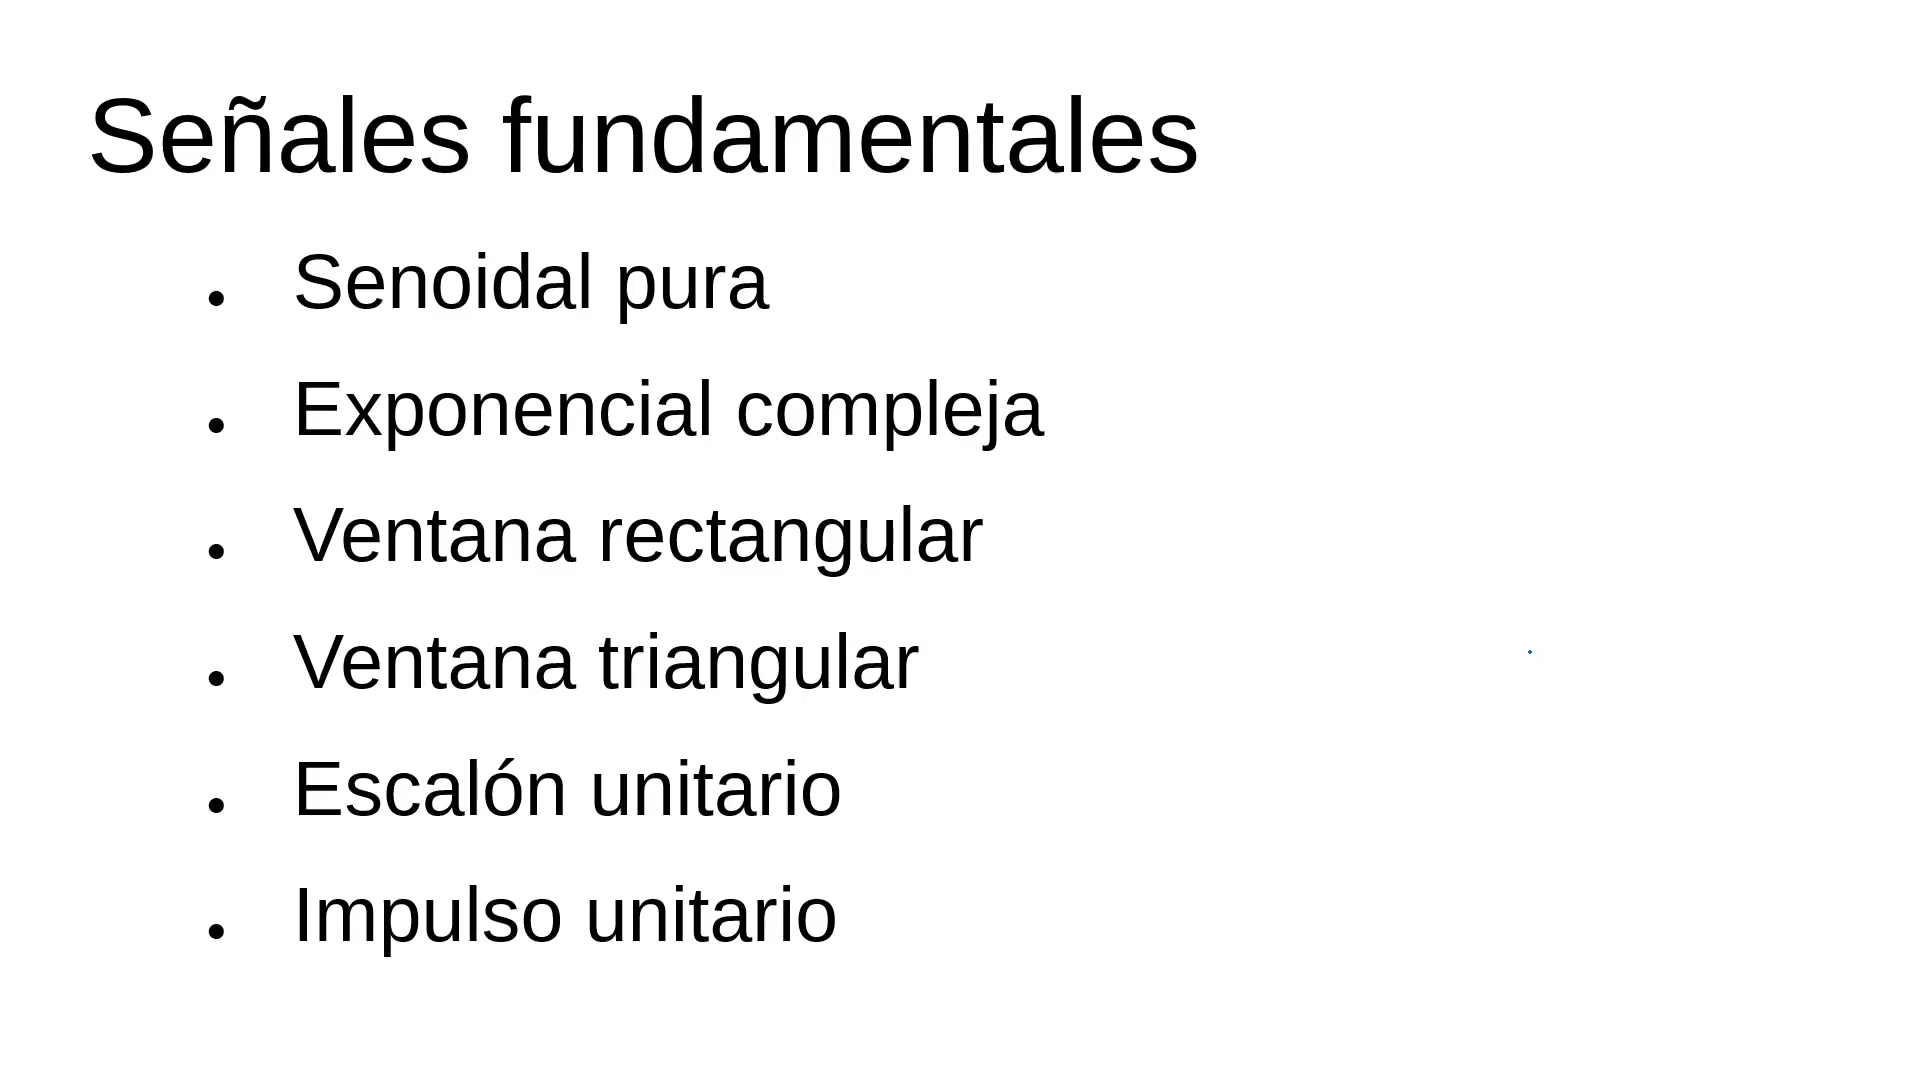 Señales fundamentales
• Senoidal pura
• Exponencial compleja
• Ventana rectangular
• Ventana triangular
• Escalón unitario
• Impulso unitario